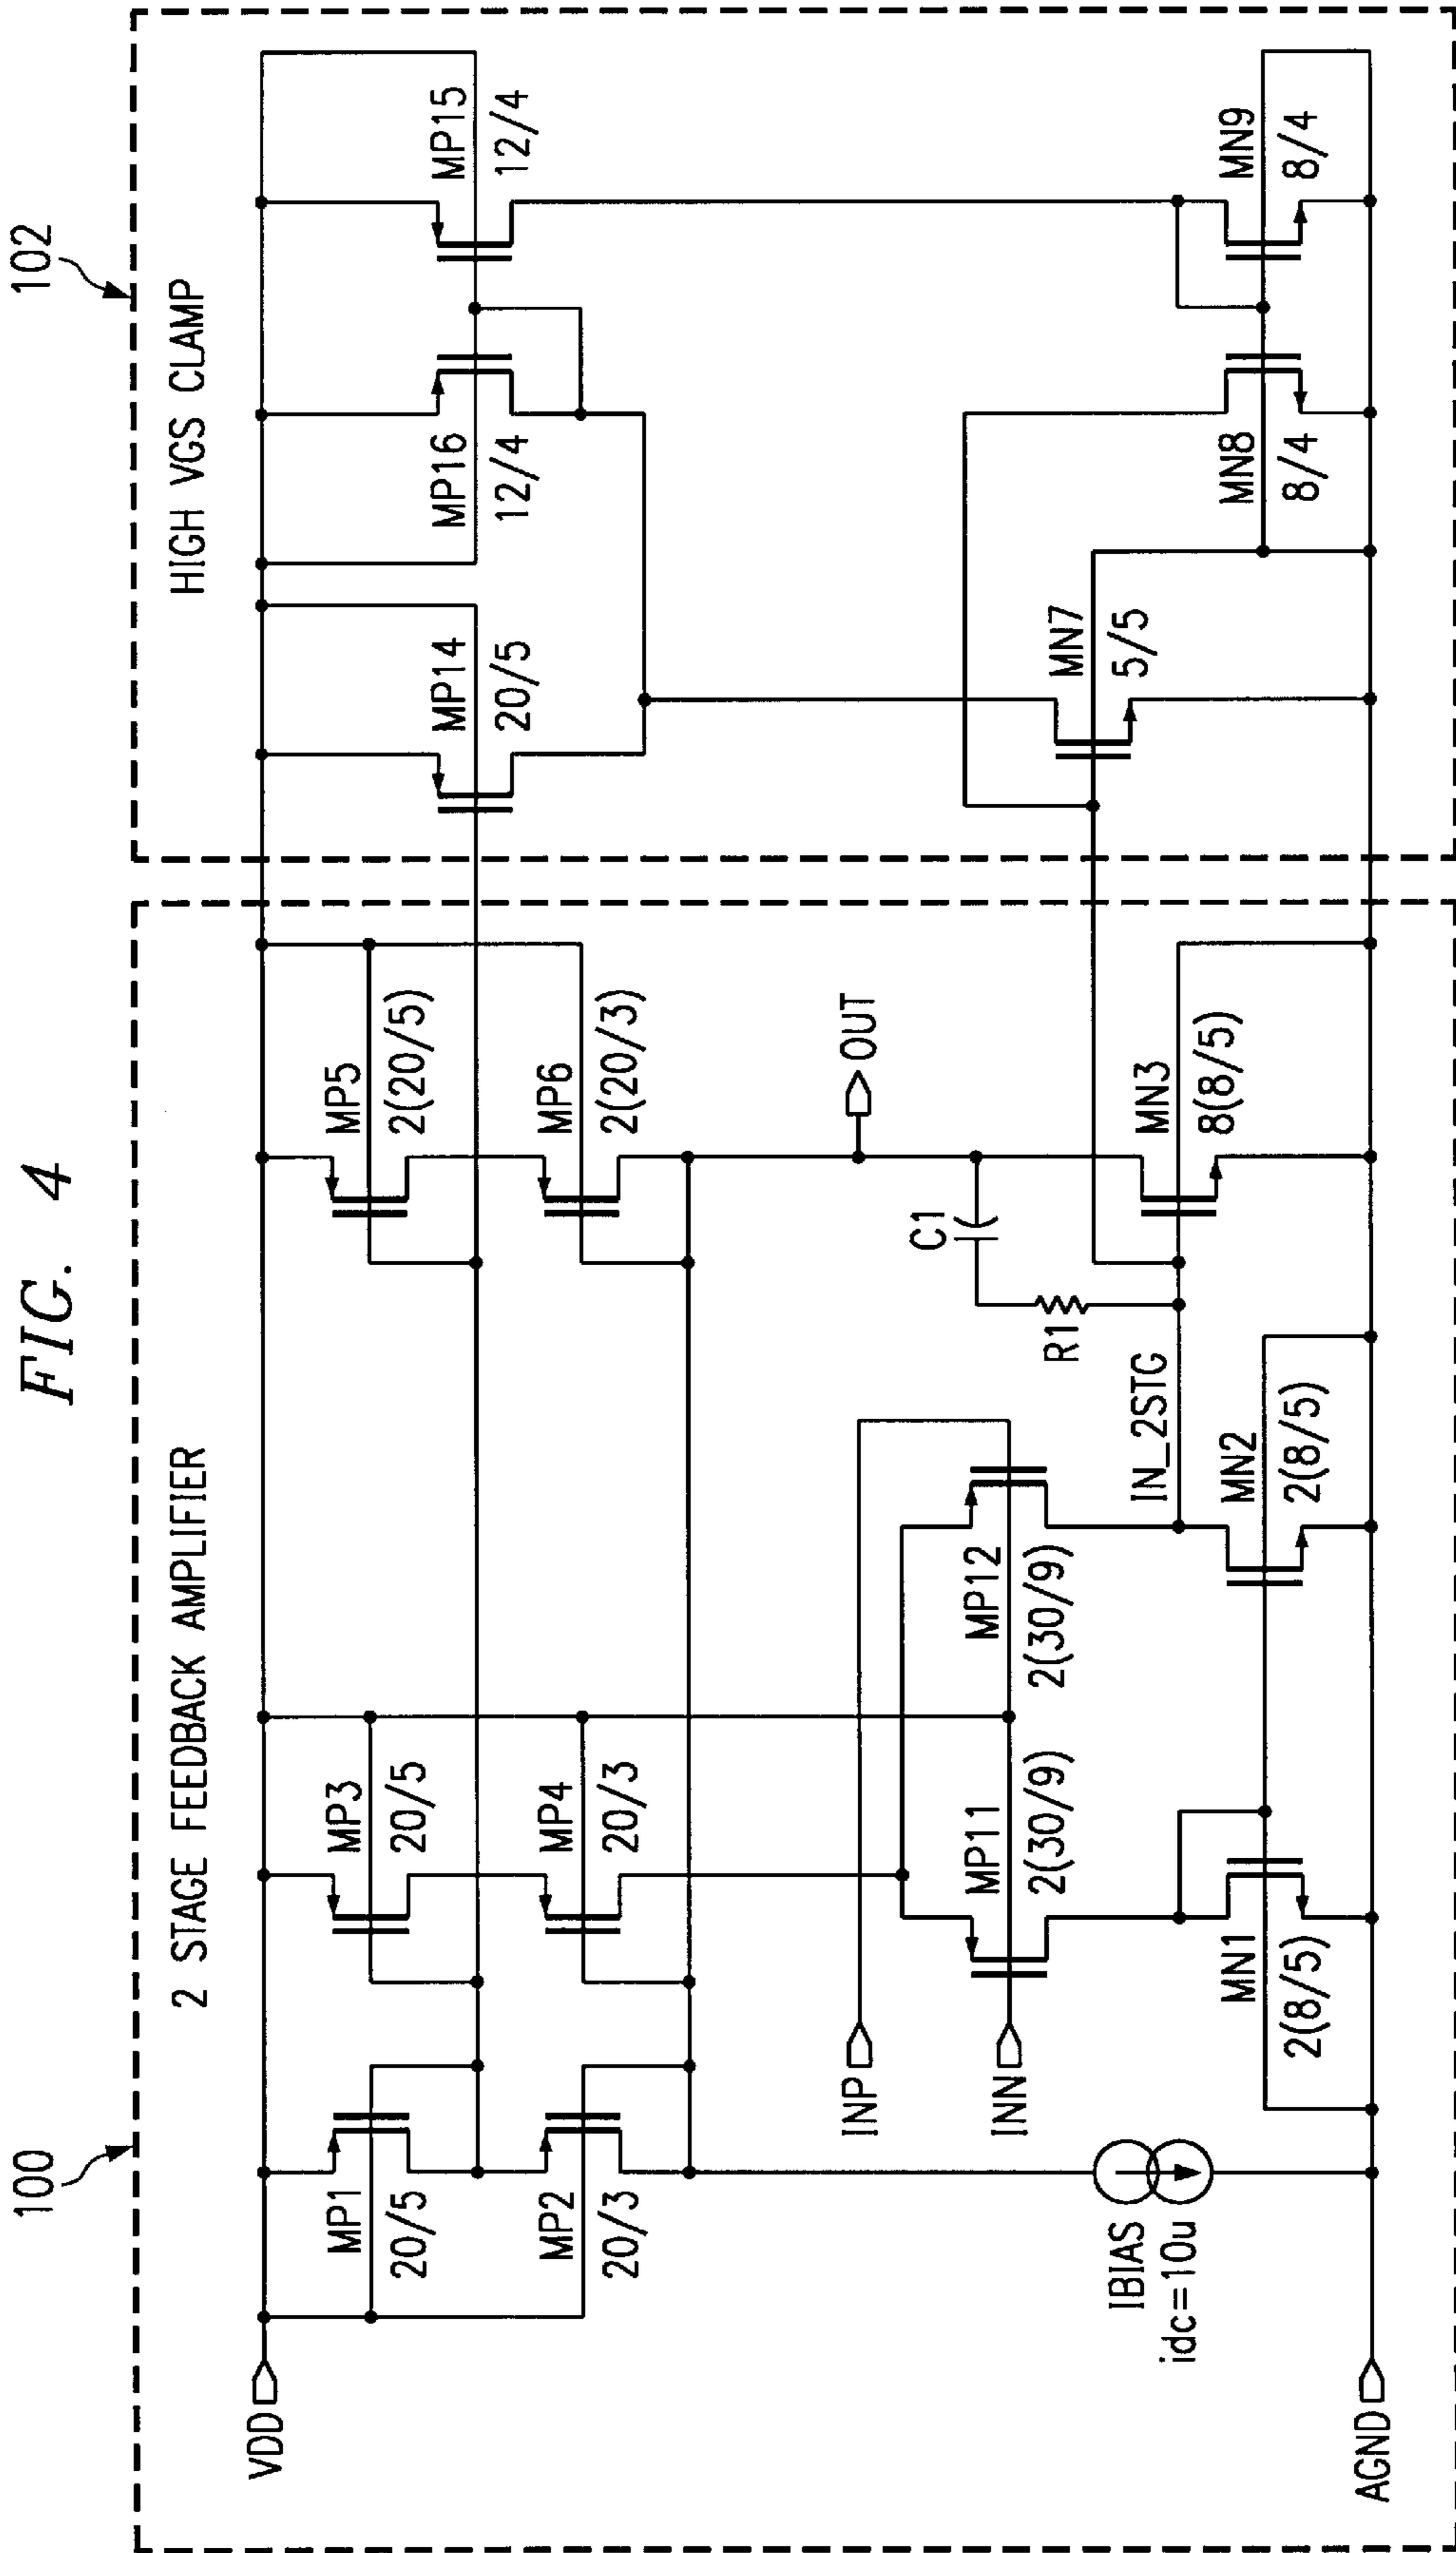 FIG. 4
100
102
2 STAGE FEEDBACK AMPLIFIER
HIGH VGS CLAMP
VDD
MP1
20/5
MP2
20/3
MP3
20/5
MP4
20/3
MP5
2(20/5)
MP6
2(20/3)
MP14
20/5
MP16
12/4
MP15
12/4
INP
INN
MP11
2(30/9)
MP12
2(30/9)
OUT
C1
R1
IN_2STG
IBIAS
idc=10u
MN1
2(8/5)
MN2
2(8/5)
MN3
8(8/5)
MN7
5/5
MN8
8/4
MN9
8/4
AGND